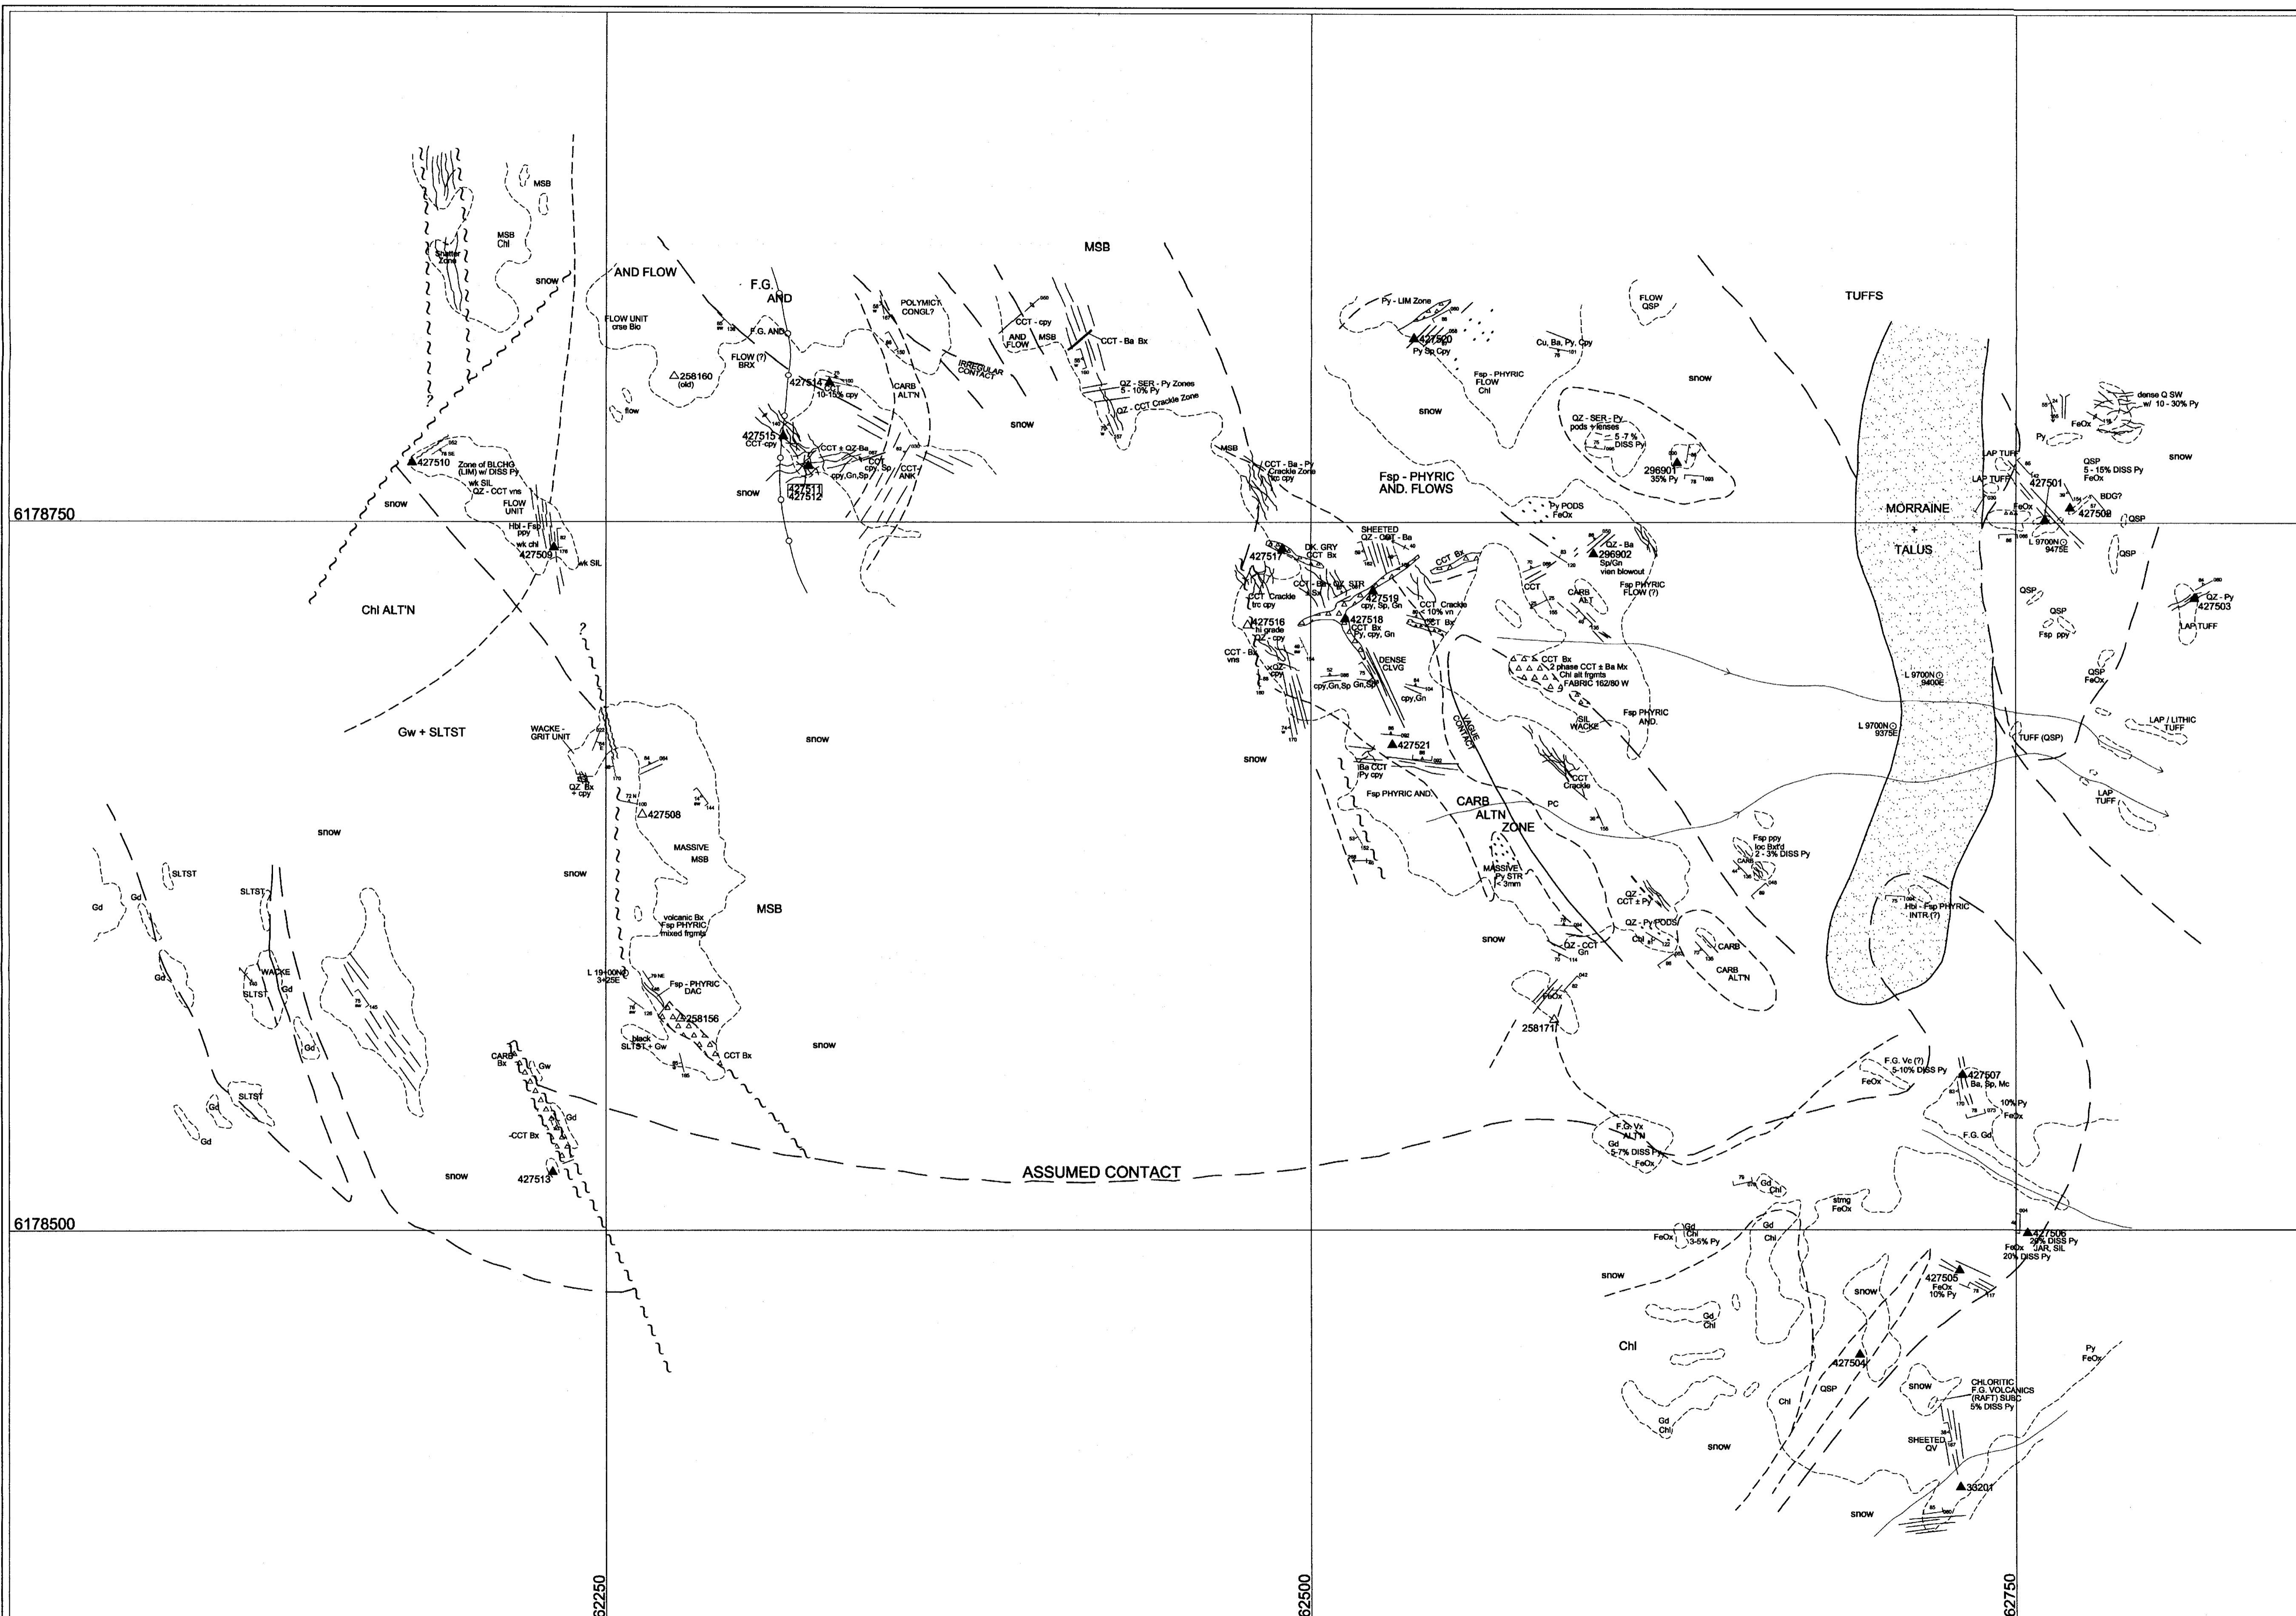 MSB
MSB
Chl
Shatter
Zone
snow
AND FLOW
FLOW UNIT
crse Bio
F.G.
AND
F.G. AND
FLOW (?)
BRX
258160
(old)
flow
427514
CCT
10-15% cpy
427515
CCT-cpy
CCT ± QZ-Ba
CCT
cpy, Sp
cpy,Gn,Sp
427511
427512
snow
CCT-
ANK
CARB
ALT'N
POLYMICT
CONGL?
IRREGULAR
CONTACT
CCT - cpy
AND
FLOW
MSB
MSB
CCT - Ba Bx
QZ - SER - Py Zones
5 - 10% Py
QZ - CCT Crackle Zone
snow
MSB
CCT - Ba - Py
Crackle Zone
trc cpy
Py - LIM Zone
427520
Py Sp Cpy
Cu, Ba, Py, Cpy
Fsp - PHYRIC
FLOW
Chl
snow
FLOW
QSP
snow
TUFFS
QZ - SER - Py
pods + lenses
5 -7 %
DISS Py
296901
35% Py
Fsp - PHYRIC
AND. FLOWS
Py PODS
FeOx
QZ - Ba
296902
Sp/Gn
vien blowout
Fsp PHYRIC
FLOW (?)
MORRAINE
+
TALUS
dense Q SW
w/ 10 - 30% Py
FeOx
Py
QSP
5 - 15% DISS Py
FeOx
snow
LAP TUFF
LAP TUFF
427501
BDG?
427502
FeOx
QSP
L 9700N
9475E
QSP
QSP
QZ - Py
427503
LAP TUFF
QSP
Fsp ppy
QSP
FeOx
LAP / LITHIC
TUFF
TUFF (QSP)
LAP
TUFF
L 9700N
9400E
L 9700N
9375E
427510
78 SE
Zone of BLCHG
(LIM) w/ DISS Py
wk SIL
QZ - CCT vns
FLOW
UNIT
Hbl - Fsp
ppy
wk chl
427509
wk SIL
snow
6178750
Chl ALT'N
Gw + SLTST
427517
DK. GRY
CCT Bx
SHEETED
QZ - CCT - Ba
CCT Bx
CCT - Ba - QZ STR
CCT Crackle
trc cpy
427519
cpy, Sp, Gn
CCT Crackle
< 10% vn
CCT Bx
427518
CCT Bx
Py, cpy, Gn
427516
hi grade
QZ - cpy
CCT - Bx
vns
QZ
cpy
DENSE
CLVG
cpy,Gn,Sp
Gn,Sp
cpy,Gn
CCT
CARB
ALT
CCT Bx
2 phase CCT ± Ba Mx
Chl alt frgmts
FABRIC 162/80 W
SIL
WACKE
Fsp PHYRIC
AND.
427521
Ba CCT
Py cpy
Fsp PHYRIC AND.
VAGUE
CONTACT
CCT
Crackle
PC
CARB
ALTN
ZONE
MASSIVE
Py STR
< 3mm
snow
WACKE -
GRIT UNIT
QZ Bx
+ cpy
72 N
427508
MASSIVE
MSB
snow
MSB
volcanic Bx
Fsp PHYRIC
mixed frgmts
snow
snow
SLTST
SLTST
Gd
Gd
Gd
WACKE
Gd
SLTST
Gd
SLTST
Gd
Gd
L 19+00N
3+25E
79 NE
Fsp - PHYRIC
DAC
258156
black
SLTST + Gw
CCT Bx
snow
CARB
Bx
Gw
Gd
-CCT Bx
427513
snow
ASSUMED CONTACT
Fsp ppy
loc Bxt'd
2 - 3% DISS Py
CARB
QZ -
CCT ± Py
QZ - Py PODS
Chl
CARB
CARB
ALT'N
snow
QZ - CCT
Gn
FeOx
258171
Hbl - Fsp PHYRIC
INTR (?)
F.G. Vc (?)
5-10% DISS Py
FeOx
427507
Ba, Sp, Mc
10% Py
FeOx
F.G. Gd
F.G. Vx
ALT'N
Gd
5-7% DISS Py
FeOx
6178500
Gd
Chl
strng
FeOx
Gd
Chl
3-5% Py
FeOx
Gd
Chl
427506
20% DISS Py
JAR, SIL
FeOx
20% DISS Py
427505
FeOx
10% Py
snow
snow
Gd
Chl
Chl
427504
QSP
Chl
snow
CHLORITIC
F.G. VOLCANICS
(RAFT) SUBC
5% DISS Py
Py
FeOx
Gd
Chl
snow
SHEETED
QV
33201
snow
62250
62500
62750